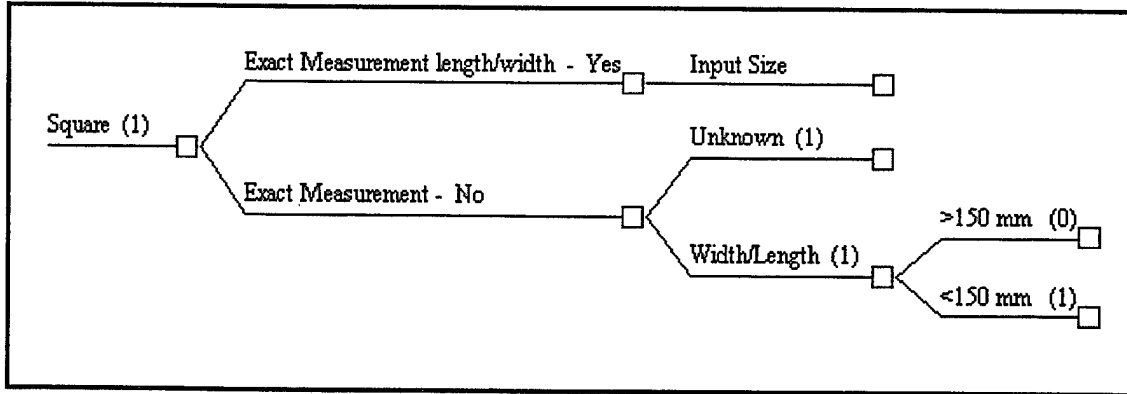 Exact Measurement length/width - Yes
Input Size
Square (1)
Unknown (1)
Exact Measurement - No
>150 mm (0)
Width/Length (1)
<150 mm (1)